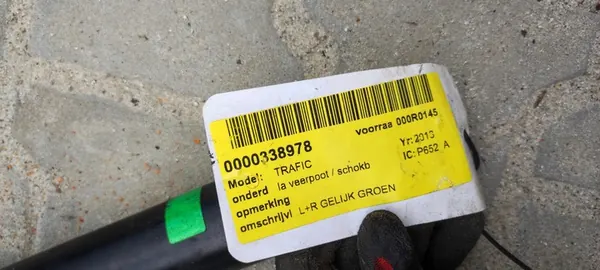 voorraa 000R0145
0000338978
Model: TRAFIC
Yr: 2013
onderd la veerpoot / schokb
IC: P652 A
opmerking
omschrijvi L+R GELIJK GROEN